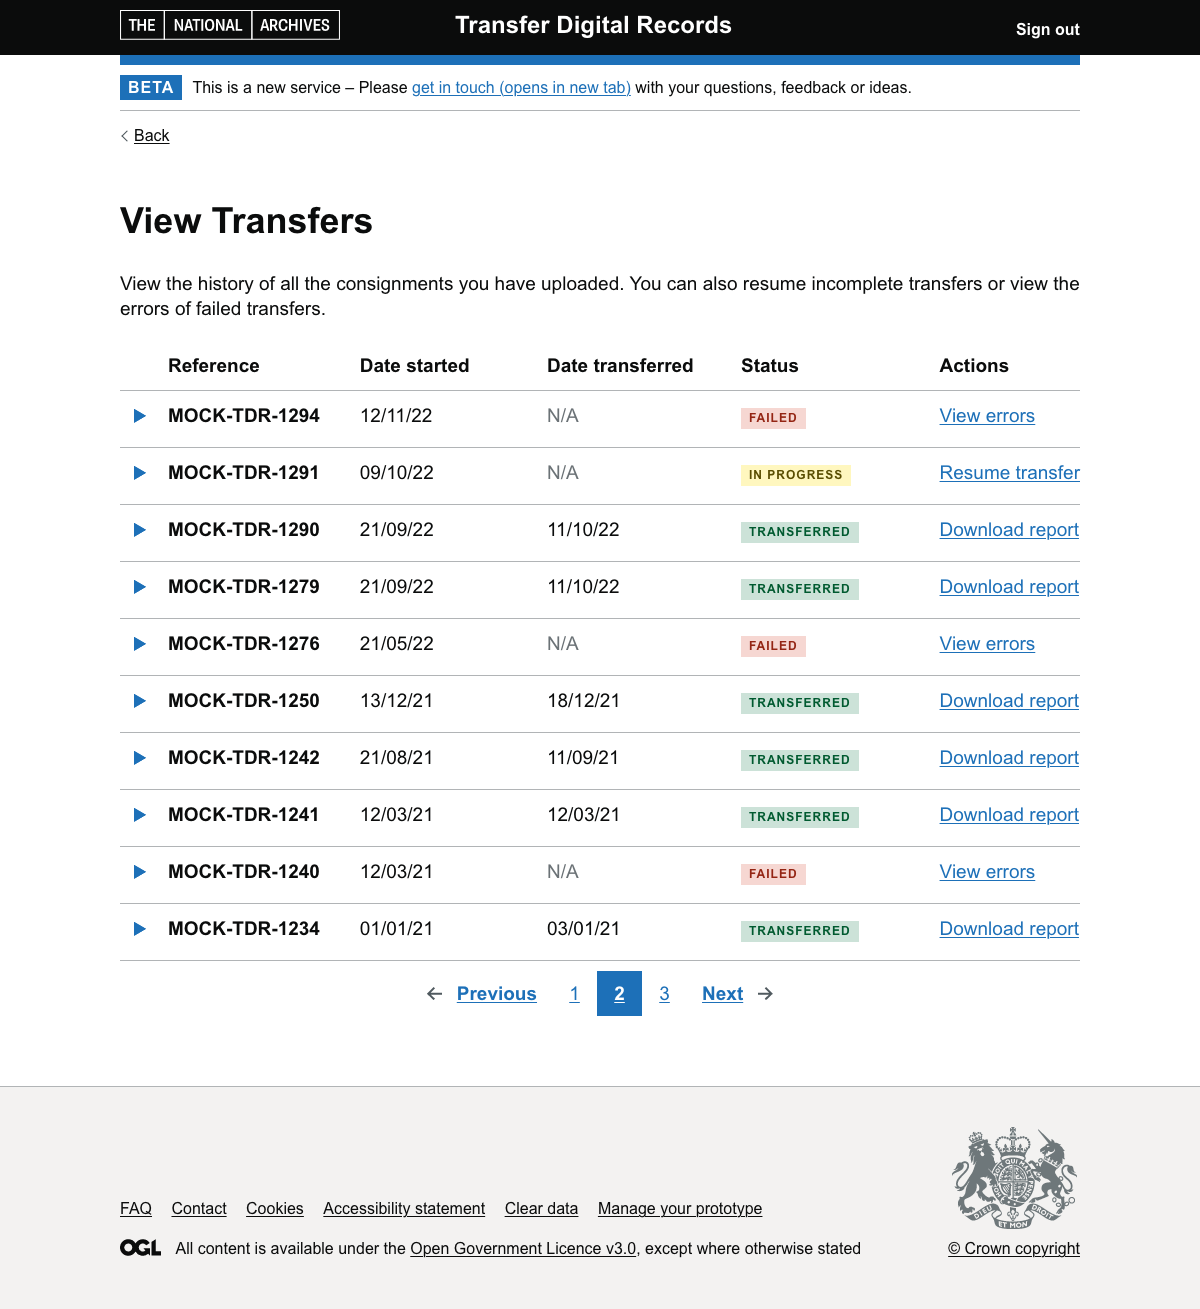 THE NATIONAL ARCHIVES Transfer Digital Records Sign out
BETA This is a new service – Please get in touch (opens in new tab) with your questions, feedback or ideas.
Back
View Transfers
View the history of all the consignments you have uploaded. You can also resume incomplete transfers or view the
errors of failed transfers.
Reference Date started Date transferred Status Actions
MOCK-TDR-1294 12/11/22 N/A FAILED View errors
MOCK-TDR-1291 09/10/22 N/A IN PROGRESS Resume transfer
MOCK-TDR-1290 21/09/22 11/10/22 TRANSFERRED Download report
MOCK-TDR-1279 21/09/22 11/10/22 TRANSFERRED Download report
MOCK-TDR-1276 21/05/22 N/A FAILED View errors
MOCK-TDR-1250 13/12/21 18/12/21 TRANSFERRED Download report
MOCK-TDR-1242 21/08/21 11/09/21 TRANSFERRED Download report
MOCK-TDR-1241 12/03/21 12/03/21 TRANSFERRED Download report
MOCK-TDR-1240 12/03/21 N/A FAILED View errors
MOCK-TDR-1234 01/01/21 03/01/21 TRANSFERRED Download report
Previous 1 2 3 Next
DIEU ET MON DROIT
FAQ Contact Cookies Accessibility statement Clear data Manage your prototype
OGL All content is available under the Open Government Licence v3.0, except where otherwise stated © Crown copyright